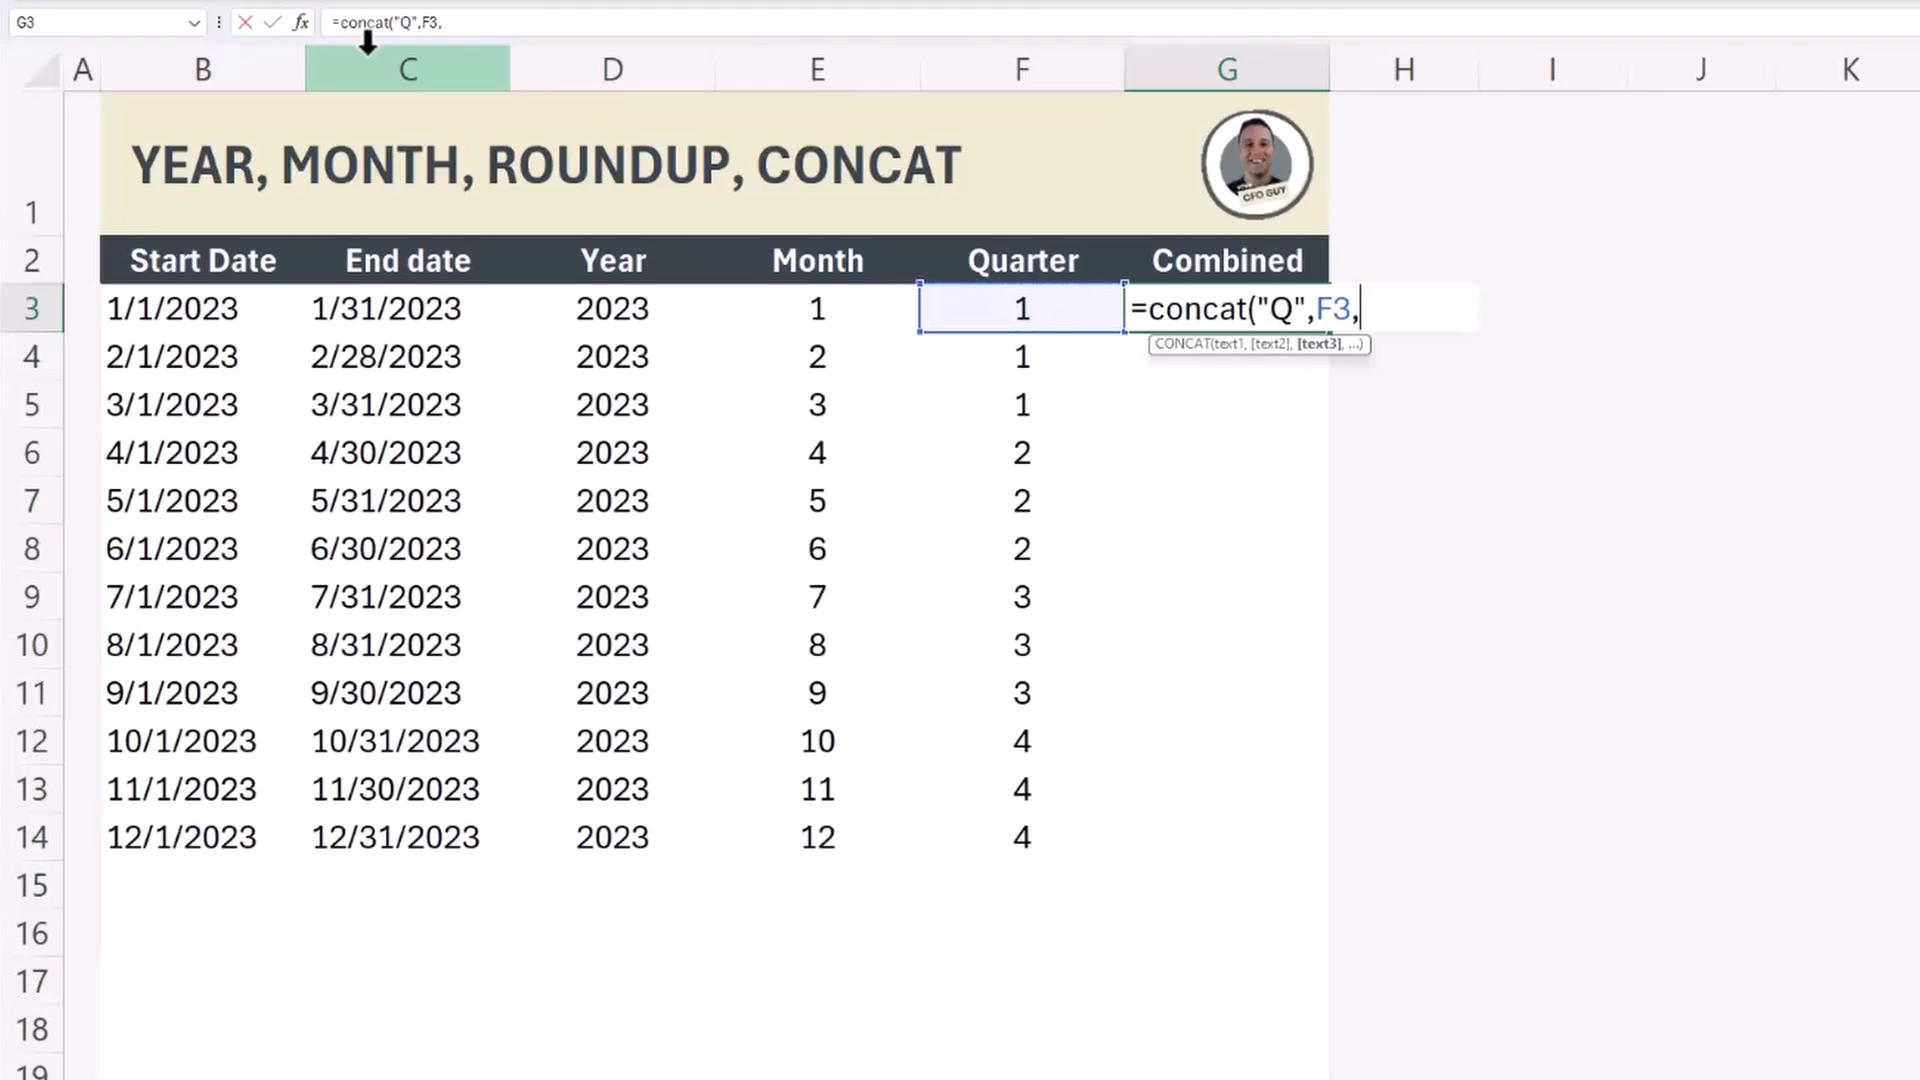 G3 fx =concat("Q",F3,
A B C D E F G H I J K
1 YEAR, MONTH, ROUNDUP, CONCAT CFO GUY
2 Start Date End date Year Month Quarter Combined
3 1/1/2023 1/31/2023 2023 1 1 =concat("Q",F3,
CONCAT(text1, [text2], [text3], ...)
4 2/1/2023 2/28/2023 2023 2 1
5 3/1/2023 3/31/2023 2023 3 1
6 4/1/2023 4/30/2023 2023 4 2
7 5/1/2023 5/31/2023 2023 5 2
8 6/1/2023 6/30/2023 2023 6 2
9 7/1/2023 7/31/2023 2023 7 3
10 8/1/2023 8/31/2023 2023 8 3
11 9/1/2023 9/30/2023 2023 9 3
12 10/1/2023 10/31/2023 2023 10 4
13 11/1/2023 11/30/2023 2023 11 4
14 12/1/2023 12/31/2023 2023 12 4
15
16
17
18
19